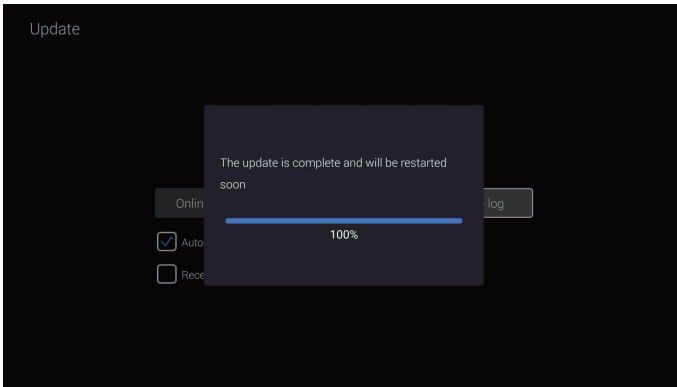 Update
The update is complete and will be restarted
soon
Onlin
log
100%
Auto
Rece